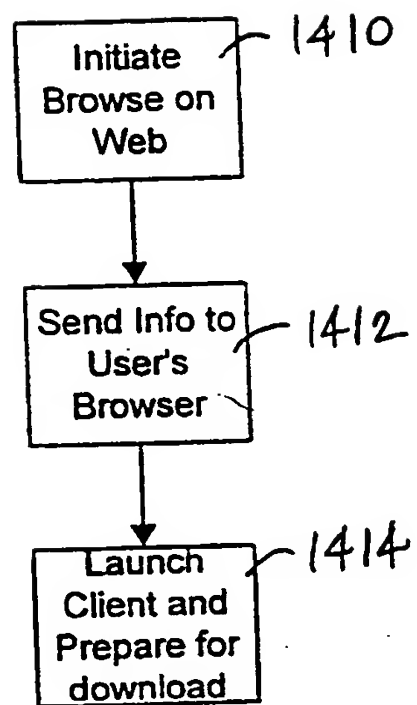 Initiate
Browse on
Web
1410
Send Info to
User's
Browser
1412
Launch
Client and
Prepare for
download
1414